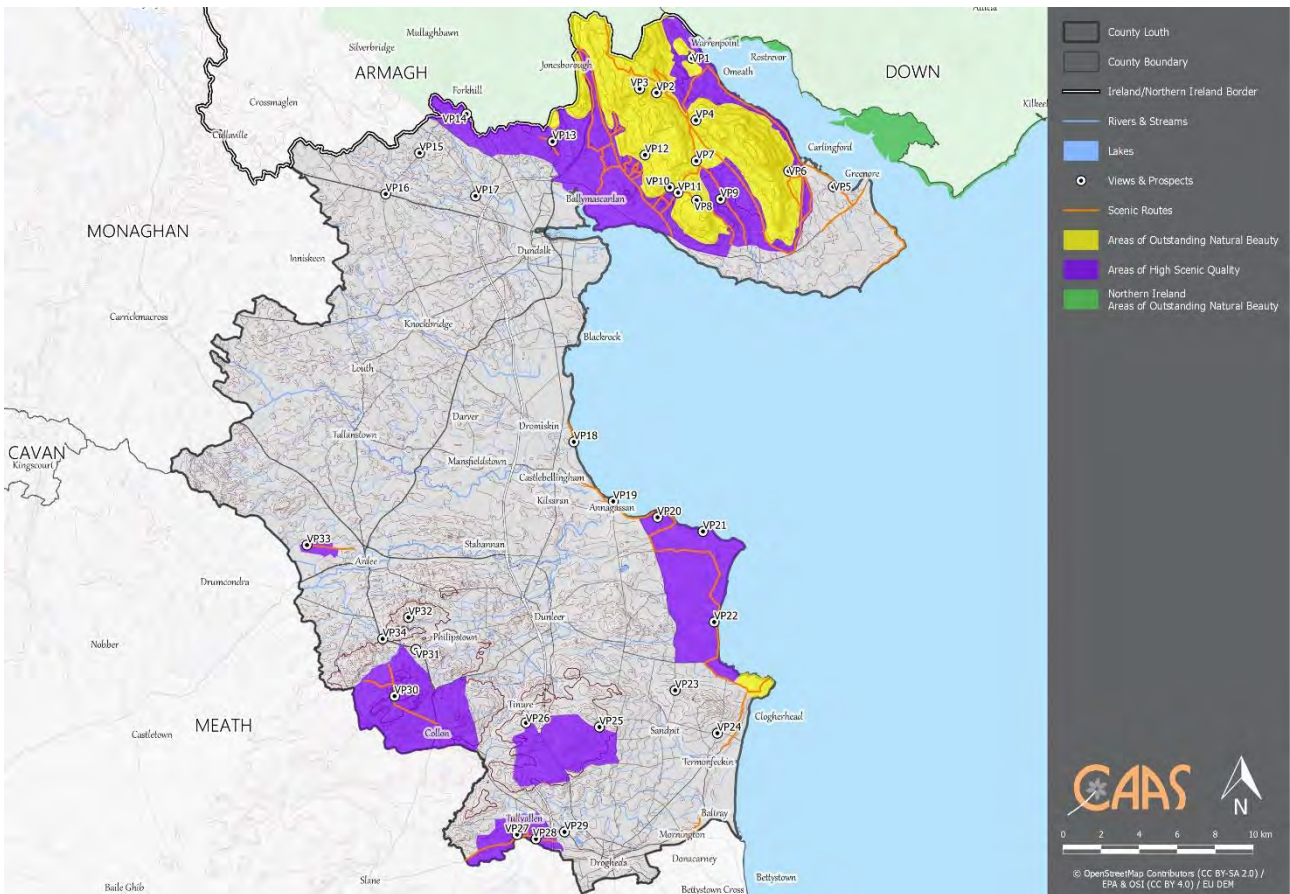 Mullaghbawn
Silverbridge
ARMAGH
Jonesborough
Warrenpoint
Rostrevor
VP1
Omeath
DOWN
Crossmaglen
Forkhill
VP3
VP2
Kilkeel
Cullaville
VP14
VP13
VP4
VP15
VP12
VP7
Carlingford
Greenore
VP6
VP5
VP16
VP17
VP10
VP11
VP9
VP8
Ballymascanlan
MONAGHAN
Inniskeen
Dundalk
Carrickmacross
Knockbridge
Blackrock
Louth
Darver
Tallanstown
Dromiskin
VP18
CAVAN
Kingscourt
Mansfieldstown
Castlebellingham
Kilsaran
VP19
Annagassan
VP20
VP21
VP33
Stabannan
Ardee
Drumcondra
VP32
Dunleer
VP22
Nobber
VP34
Philipstown
VP31
VP30
VP23
MEATH
Tinure
VP26
VP25
Clogherhead
Castletown
Collon
Sandpit
VP24
Termonfeckin
Tullyallen
VP27
VP28
VP29
Baltray
Mornington
Drogheda
Donacarney
Slane
Baile Ghib
Bettystown
Bettystown Cross
County Louth
County Boundary
Ireland/Northern Ireland Border
Rivers & Streams
Lakes
Views & Prospects
Scenic Routes
Areas of Outstanding Natural Beauty
Areas of High Scenic Quality
Northern Ireland
Areas of Outstanding Natural Beauty
CAAS
N
0 2 4 6 8 10 km
© OpenStreetMap Contributors (CC BY-SA 2.0) /
EPA & OSI (CC BY 4.0) / EU DEM